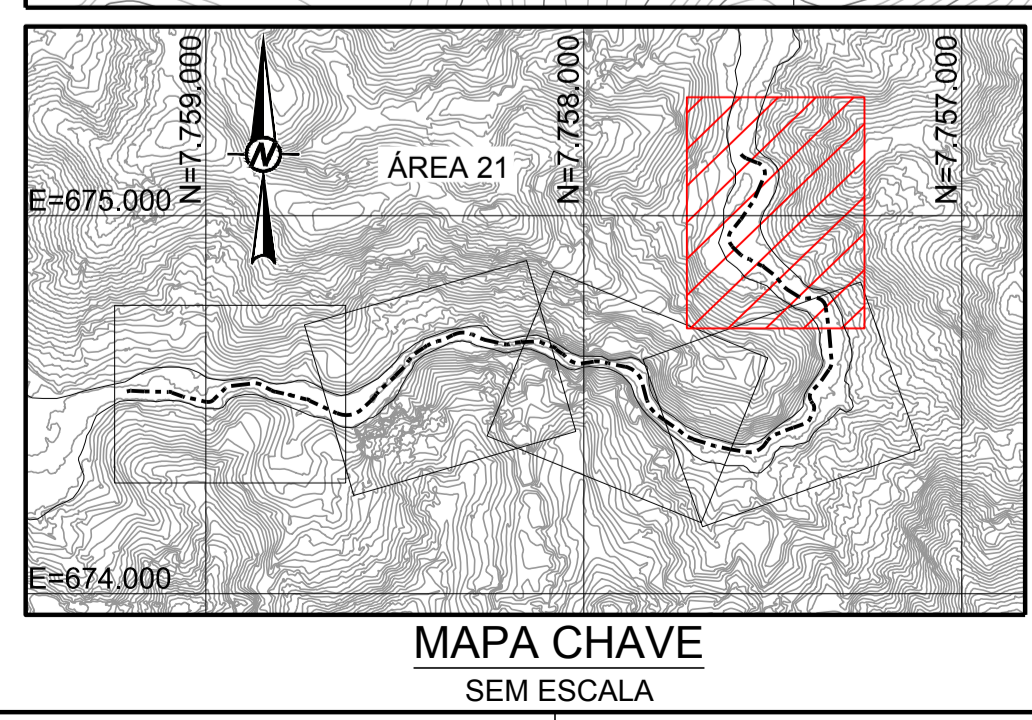 N=7.759.000
N=7.758.000
N=7.757.000
N
ÁREA 21
E=675.000
E=674.000
MAPA CHAVE
SEM ESCALA